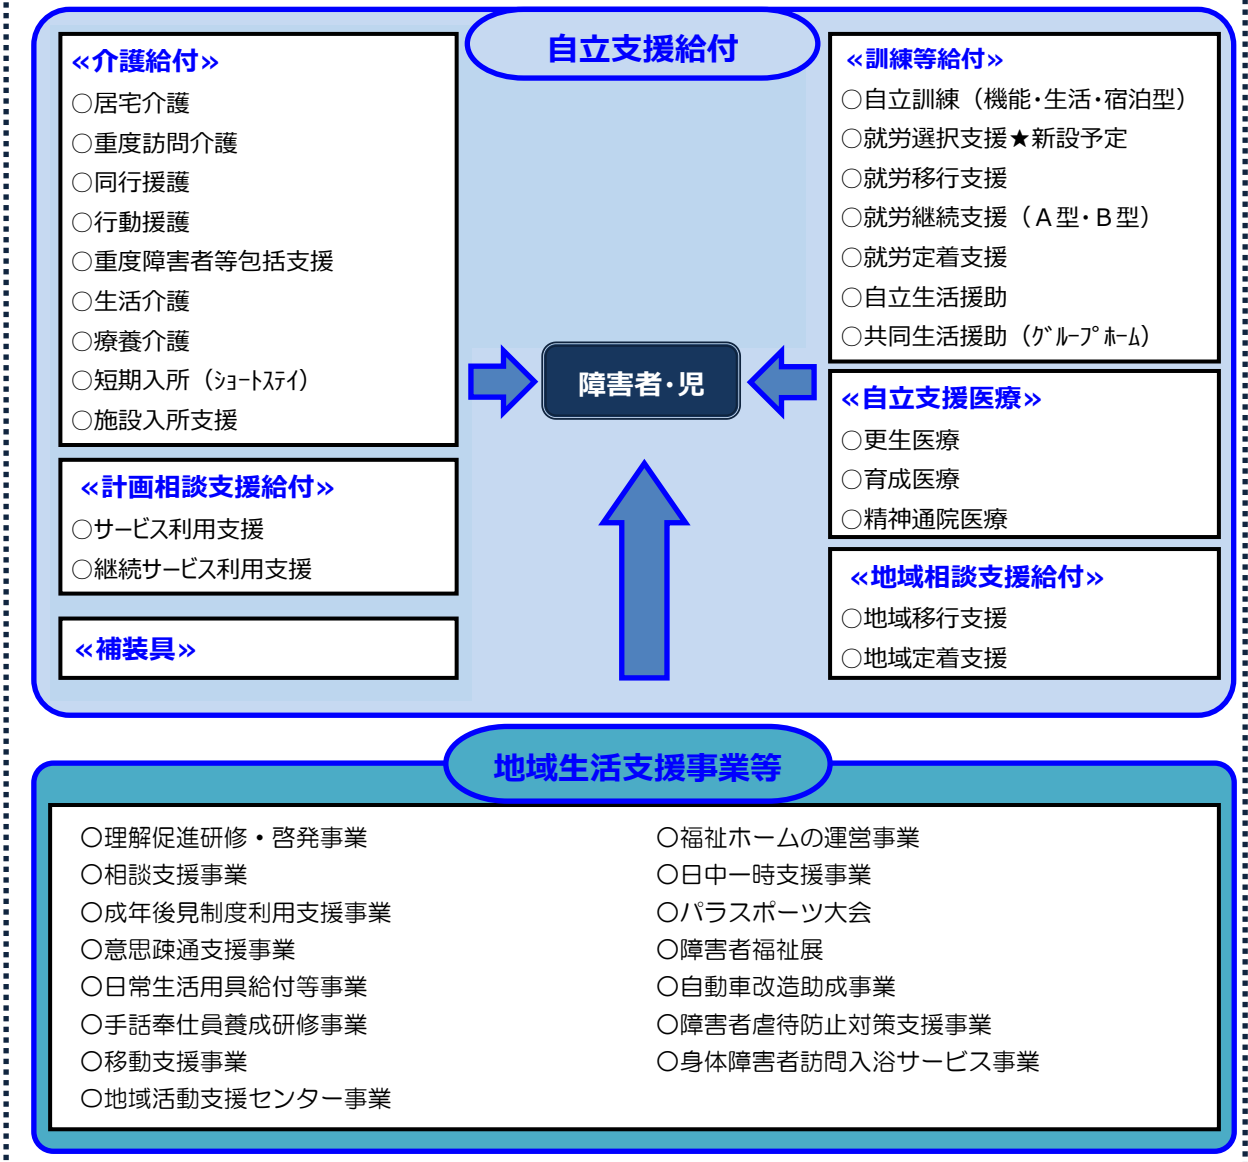 自立支援給付
«介護給付»
○居宅介護
○重度訪問介護
○同行援護
○行動援護
○重度障害者等包括支援
○生活介護
○療養介護
○短期入所（ｼｮｰﾄｽﾃｲ）
○施設入所支援
«計画相談支援給付»
○サービス利用支援
○継続サービス利用支援
«補装具»
障害者･児
«訓練等給付»
○自立訓練（機能･生活･宿泊型）
○就労選択支援★新設予定
○就労移行支援
○就労継続支援（Ａ型･Ｂ型）
○就労定着支援
○自立生活援助
○共同生活援助（ｸﾞﾙｰﾌﾟﾎｰﾑ）
«自立支援医療»
○更生医療
○育成医療
○精神通院医療
«地域相談支援給付»
○地域移行支援
○地域定着支援
地域生活支援事業等
○理解促進研修・啓発事業
○相談支援事業
○成年後見制度利用支援事業
○意思疎通支援事業
○日常生活用具給付等事業
○手話奉仕員養成研修事業
○移動支援事業
○地域活動支援センター事業
○福祉ホームの運営事業
○日中一時支援事業
○パラスポーツ大会
○障害者福祉展
○自動車改造助成事業
○障害者虐待防止対策支援事業
○身体障害者訪問入浴サービス事業